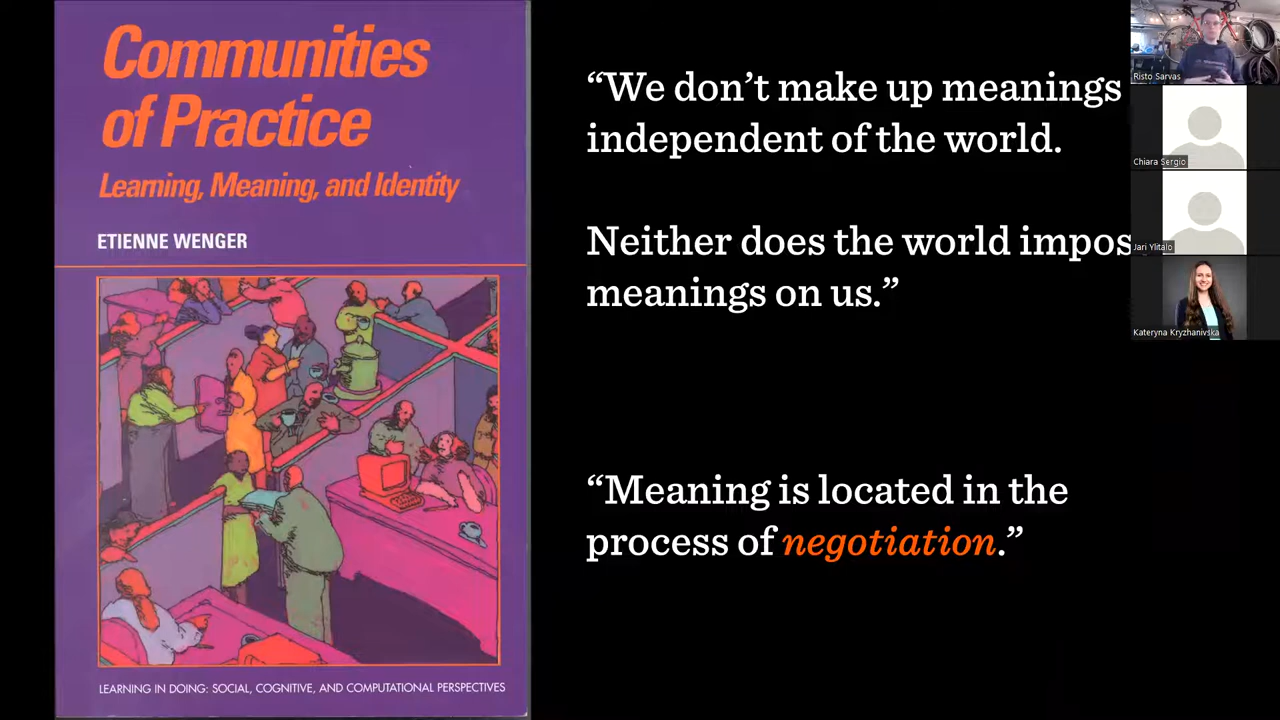 Communities
of Practice
Learning, Meaning, and Identity
ETIENNE WENGER
LEARNING IN DOING: SOCIAL, COGNITIVE, AND COMPUTATIONAL PERSPECTIVES
“We don’t make up meanings
independent of the world.
Neither does the world impos
meanings on us.”
“Meaning is located in the
process of negotiation.”
Risto Sarvas
Chiara Sergio
Jari Ylitalo
Kateryna Kryzhanivska